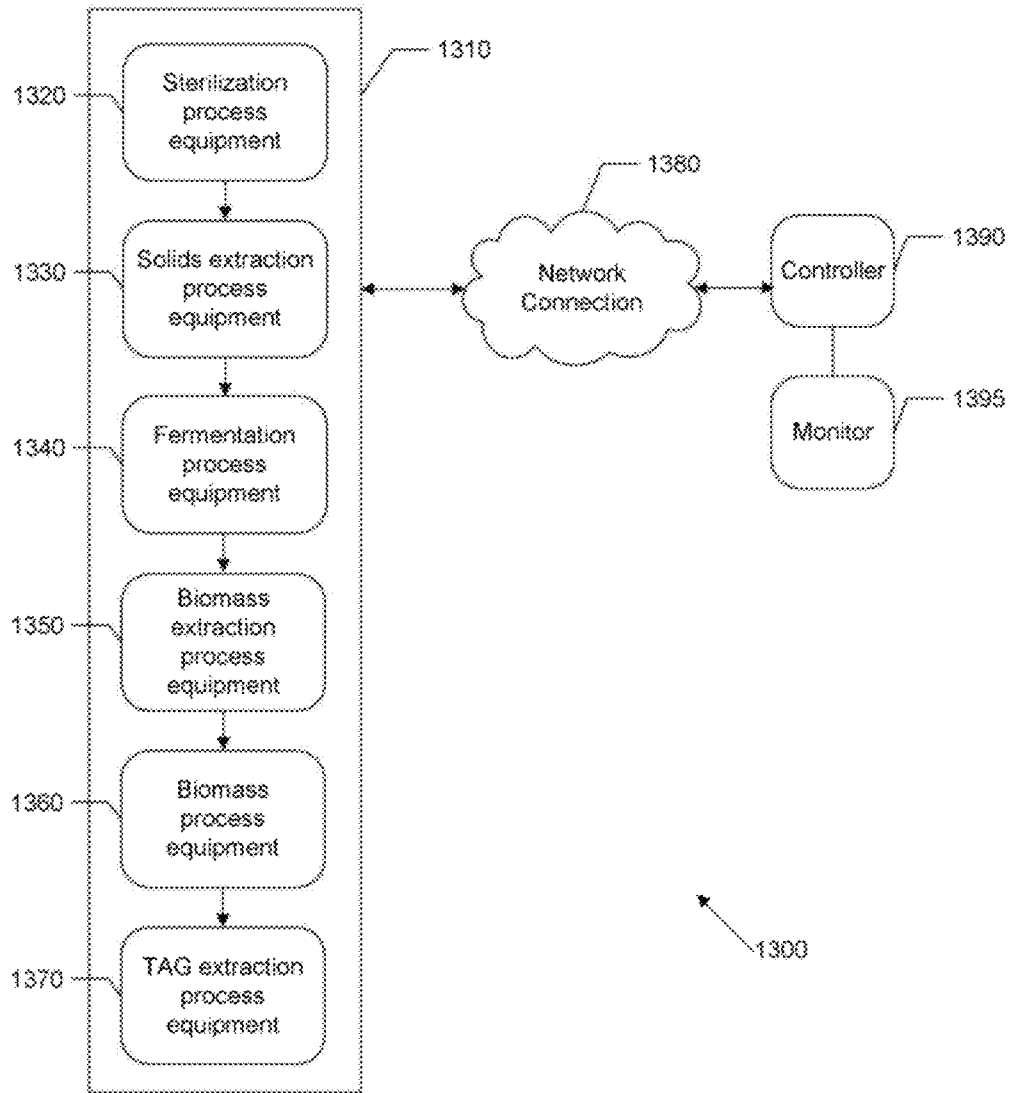 1310
1320
Sterilization
process
equipment
1330
Solids extraction
process
equipment
1380
Network
Connection
1390
Controller
1395
Monitor
1340
Fermentation
process
equipment
1350
Biomass
extraction
process
equipment
1360
Biomass
process
equipment
1300
1370
TAG extraction
process
equipment